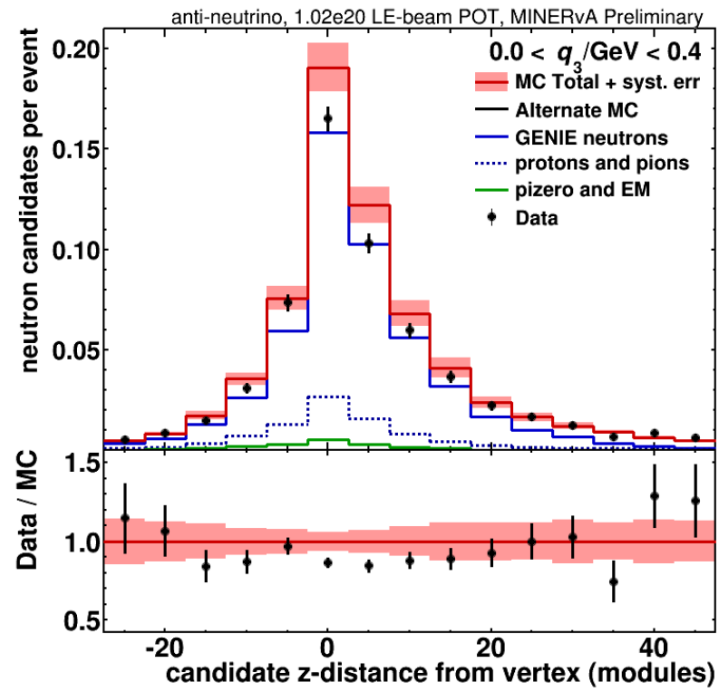 anti-neutrino, 1.02e20 LE-beam POT, MINERvA Preliminary
0.0 < q3/GeV < 0.4
MC Total + syst. err
Alternate MC
GENIE neutrons
protons and pions
pizero and EM
Data
neutron candidates per event
0.20
0.15
0.10
0.05
Data / MC
1.5
1.0
0.5
-20 0 20 40
candidate z-distance from vertex (modules)